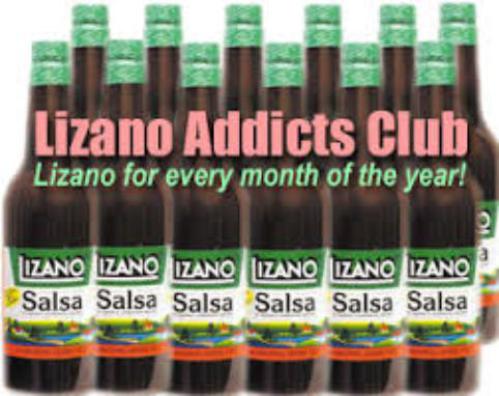 Lizano Addicts Club
Lizano for every month of the year!
LIZANO LIZANO LIZANO LIZANO LIZANO LIZANO
Salsa Salsa Salsa Salsa Salsa Salsa